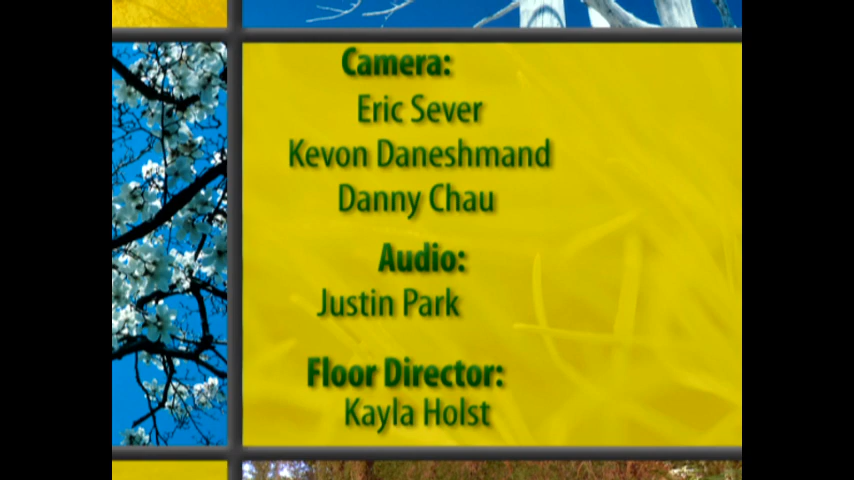 Camera:
Eric Sever
Kevon Daneshmand
Danny Chau
Audio:
Justin Park
Floor Director:
Kayla Holst